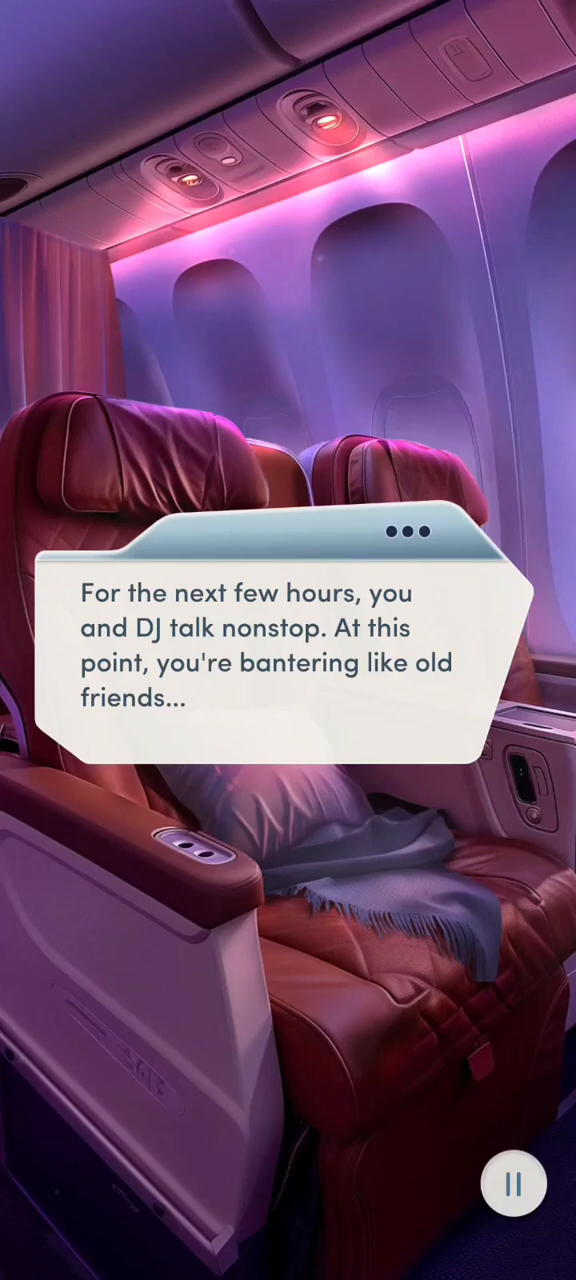 For the next few hours, you
and DJ talk nonstop. At this
point, you're bantering like old
friends...